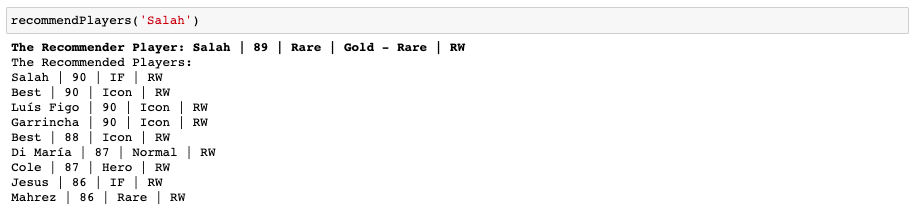 recommendPlayers('Salah')
The Recommender Player: Salah | 89 | Rare | Gold - Rare | RW
The Recommended Players:
Salah | 90 | IF | RW
Best | 90 | Icon | RW
Luís Figo | 90 | Icon | RW
Garrincha | 90 | Icon | RW
Best | 88 | Icon | RW
Di María | 87 | Normal | RW
Cole | 87 | Hero | RW
Jesus | 86 | IF | RW
Mahrez | 86 | Rare | RW